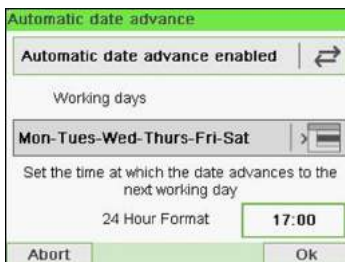 Automatic date advance
Automatic date advance enabled
Working days
Mon-Tues-Wed-Thurs-Fri-Sat
Set the time at which the date advances to the
next working day
24 Hour Format
17:00
Abort
Ok